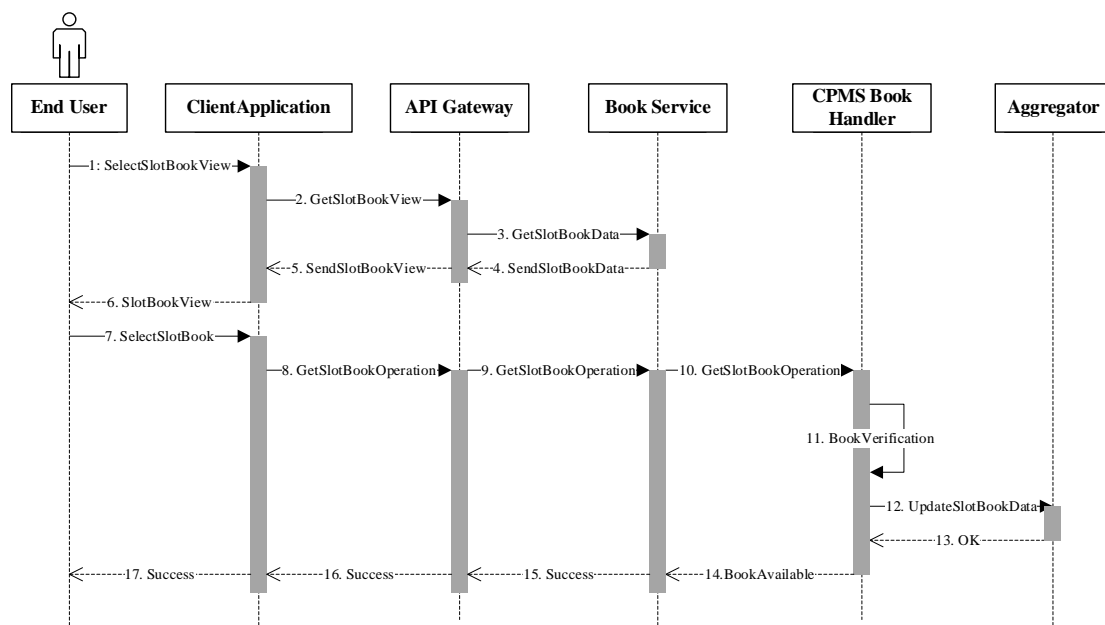 End User
ClientApplication
API Gateway
Book Service
CPMS Book
Handler
Aggregator
1: SelectSlotBookView
2. GetSlotBookView
3. GetSlotBookData
5. SendSlotBookView
4. SendSlotBookData
6. SlotBookView
7. SelectSlotBook
8. GetSlotBookOperation
9. GetSlotBookOperation
10. GetSlotBookOperation
11. BookVerification
12. UpdateSlotBookData
13. OK
17. Success
16. Success
15. Success
14.BookAvailable